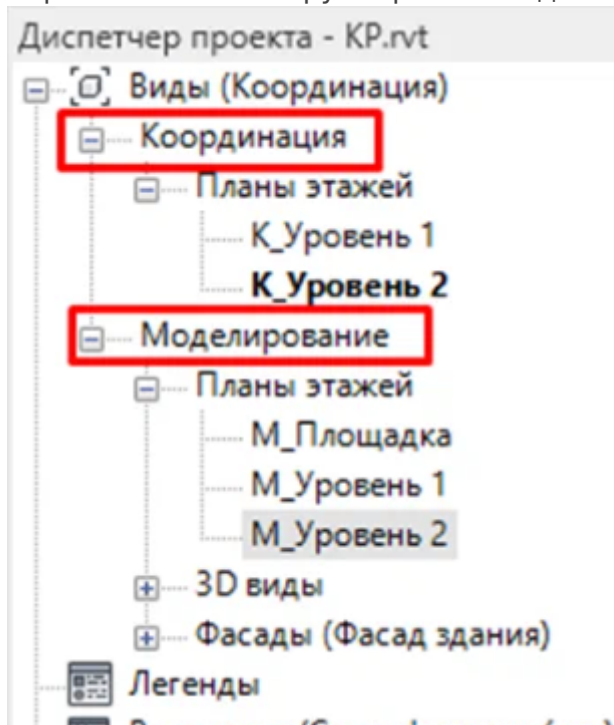 Диспетчер проекта - KP.rvt
Виды (Координация)
Координация
Планы этажей
К_Уровень 1
К_Уровень 2
Моделирование
Планы этажей
М_Площадка
М_Уровень 1
М_Уровень 2
3D виды
Фасады (Фасад здания)
Легенды